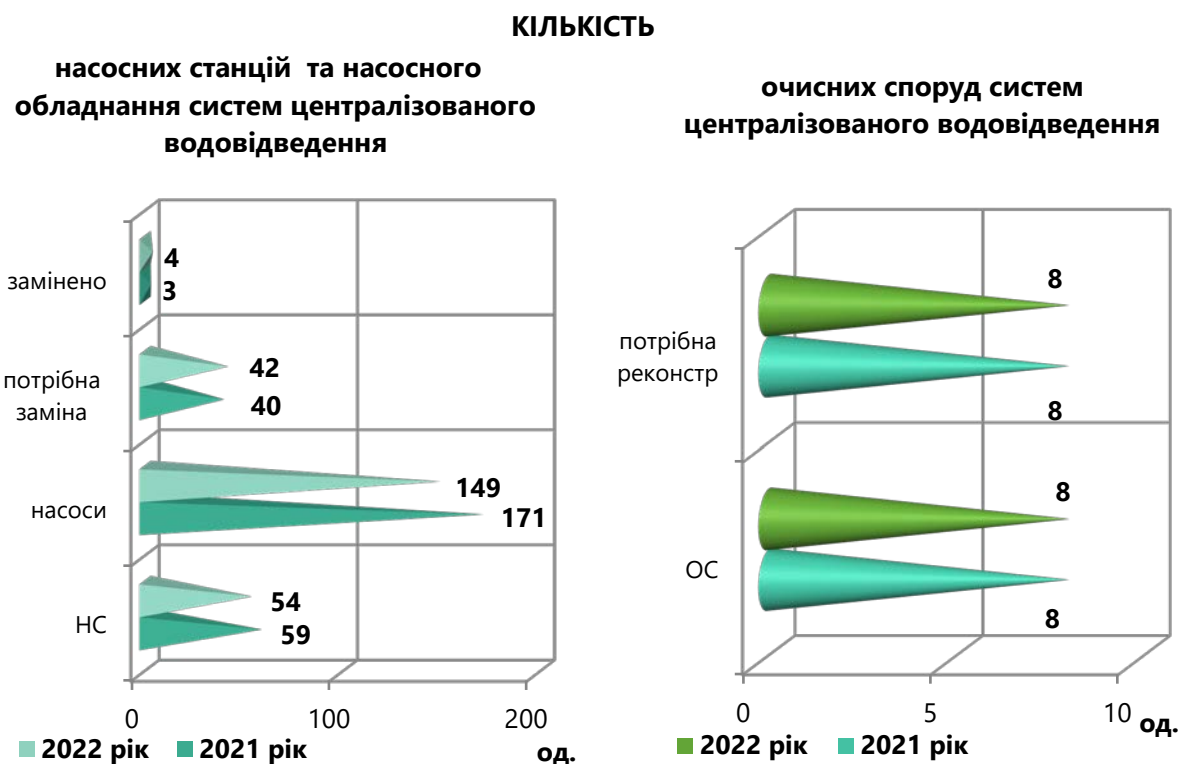 КІЛЬКІСТЬ
насосних станцій та насосного
обладнання систем централізованого
водовідведення
замінено
4
3
потрібна
заміна
42
40
насоси
149
171
НС
54
59
0
100
200
2022 рік
2021 рік
од.
очисних споруд систем
централізованого водовідведення
потрібна
реконстр
8
8
ОС
8
8
0
5
10
од.
2022 рік
2021 рік